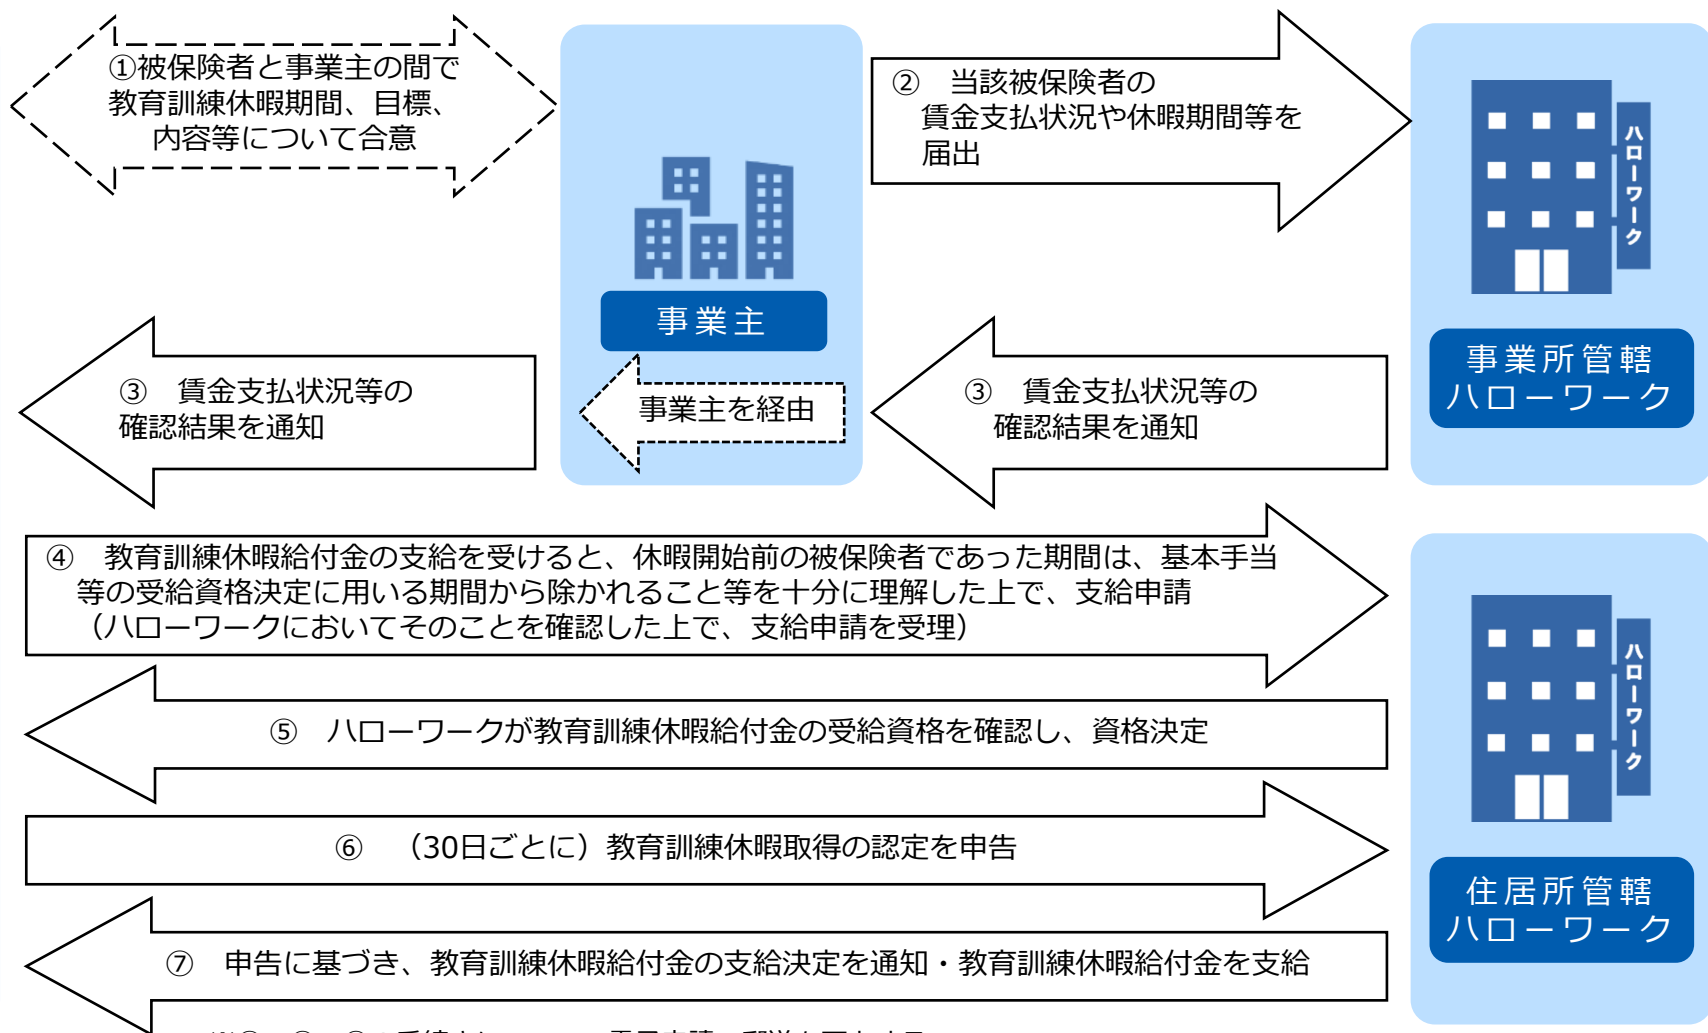 ①被保険者と事業主の間で
教育訓練休暇期間、目標、
内容等について合意
② 当該被保険者の
賃金支払状況や休暇期間等を
届出
ハローワーク
事業主
事業所管轄
ハローワーク
③ 賃金支払状況等の
確認結果を通知
事業主を経由
③ 賃金支払状況等の
確認結果を通知
④ 教育訓練休暇給付金の支給を受けると、休暇開始前の被保険者であった期間は、基本手当
等の受給資格決定に用いる期間から除かれること等を十分に理解した上で、支給申請
（ハローワークにおいてそのことを確認した上で、支給申請を受理）
ハローワーク
⑤ ハローワークが教育訓練休暇給付金の受給資格を確認し、資格決定
⑥ （30日ごとに）教育訓練休暇取得の認定を申告
住居所管轄
ハローワーク
⑦ 申告に基づき、教育訓練休暇給付金の支給決定を通知・教育訓練休暇給付金を支給